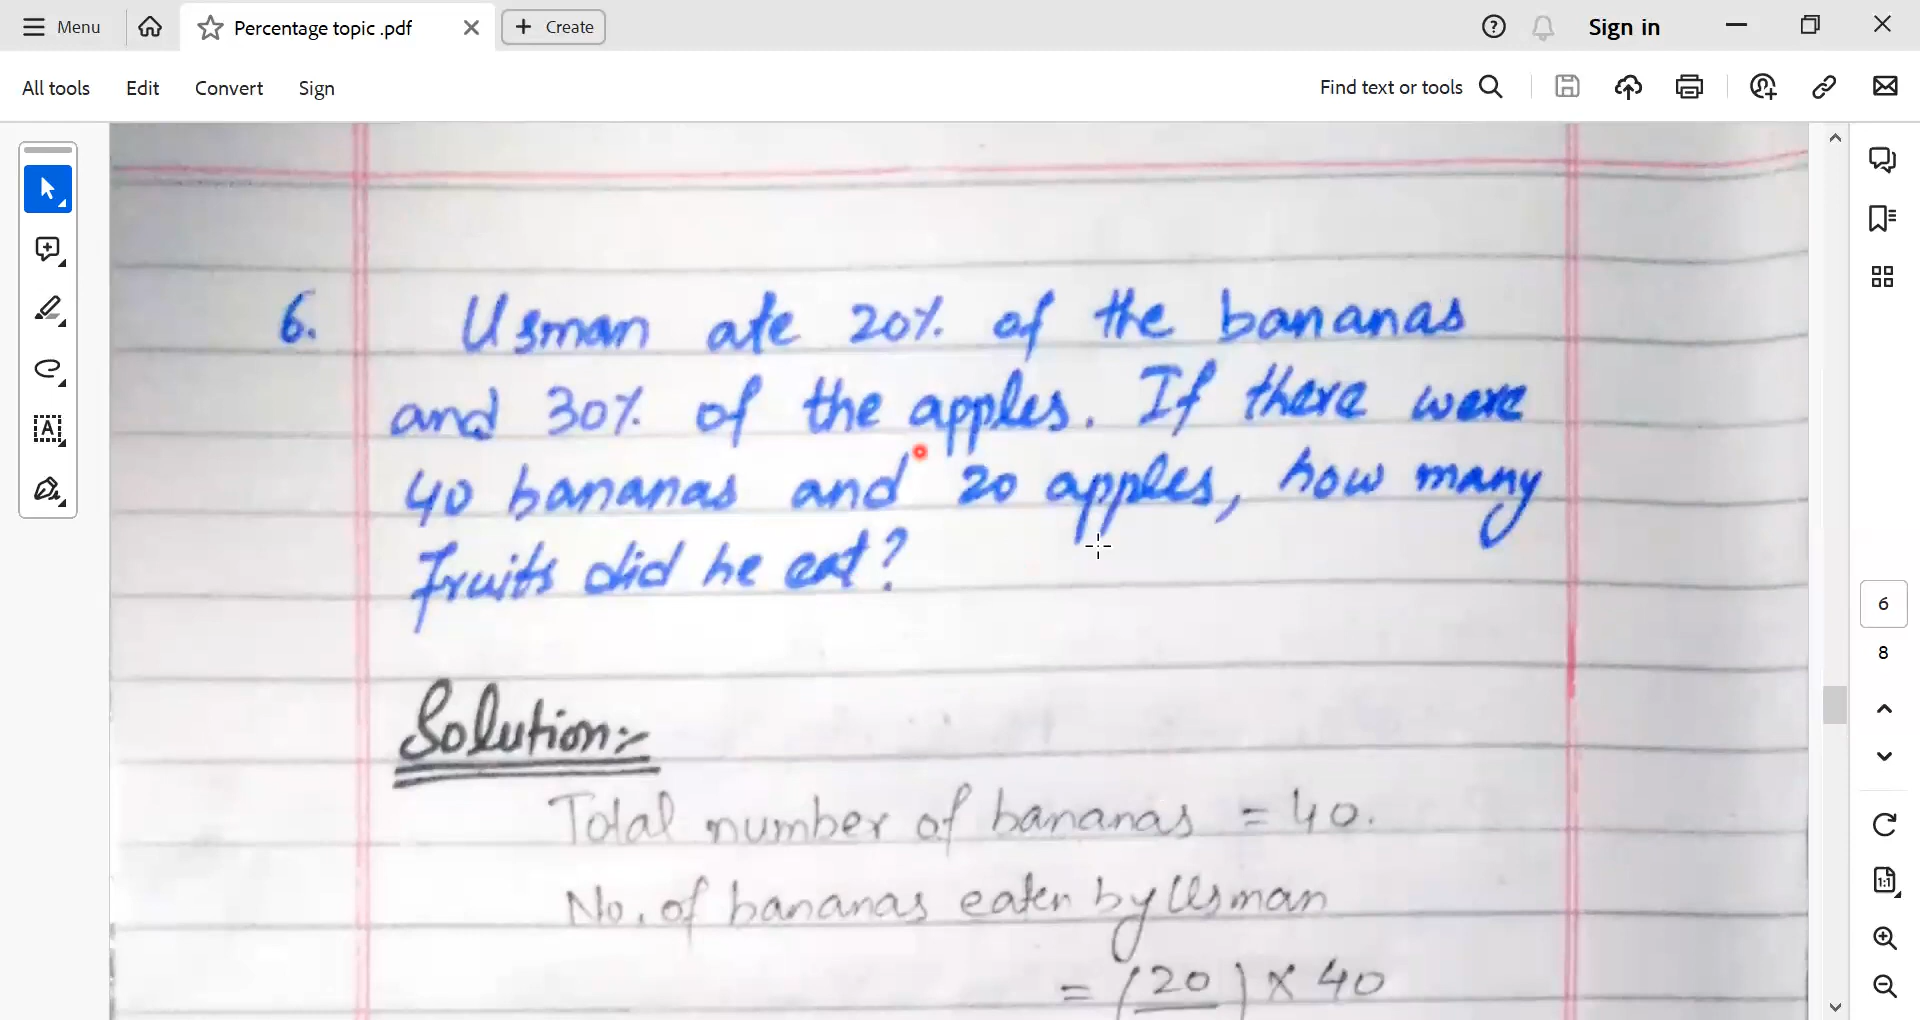 Menu
Percentage topic .pdf
Create
Sign in
All tools
Edit
Convert
Sign
Find text or tools
6. Usman ate 20% of the bananas
and 30% of the apples. If there were
40 bananas and 20 apples, how many
fruits did he eat?
Solution:-
Total number of bananas = 40.
No. of bananas eaten by Usman
= (20) × 40
6
8